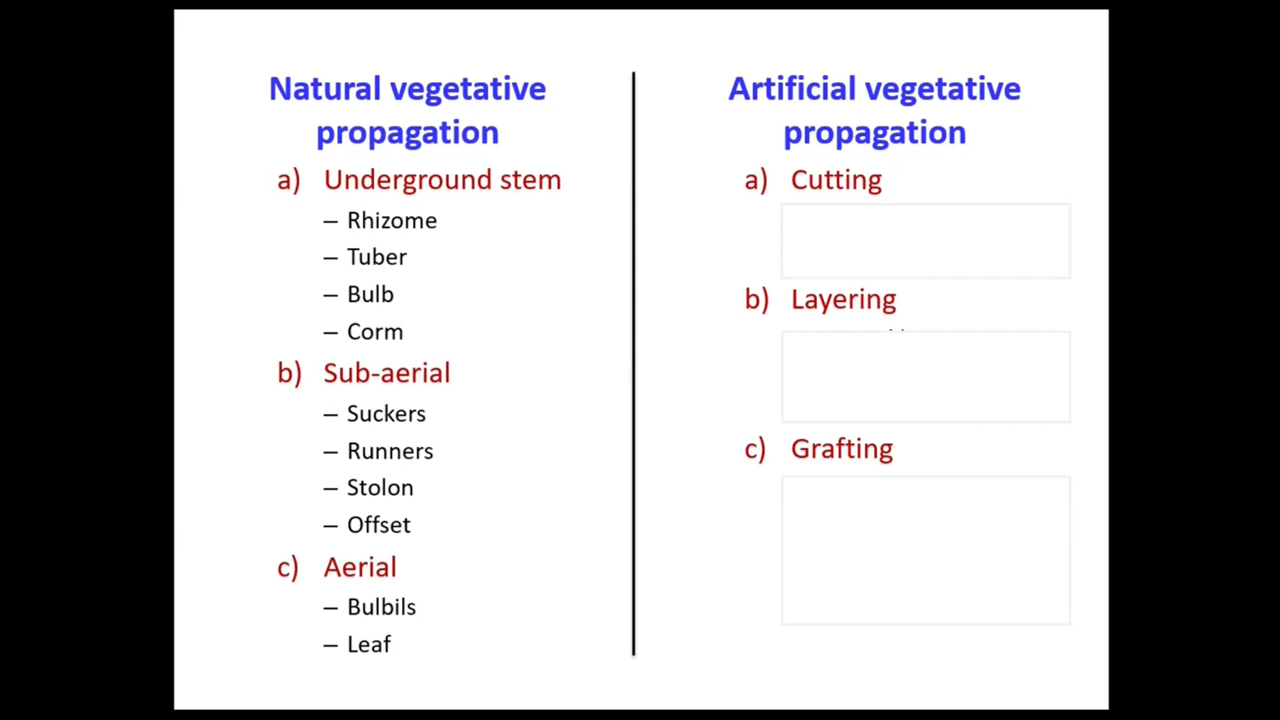 Natural vegetative
propagation
a) Underground stem
– Rhizome
– Tuber
– Bulb
– Corm
b) Sub-aerial
– Suckers
– Runners
– Stolon
– Offset
c) Aerial
– Bulbils
– Leaf
Artificial vegetative
propagation
a) Cutting
b) Layering
c) Grafting